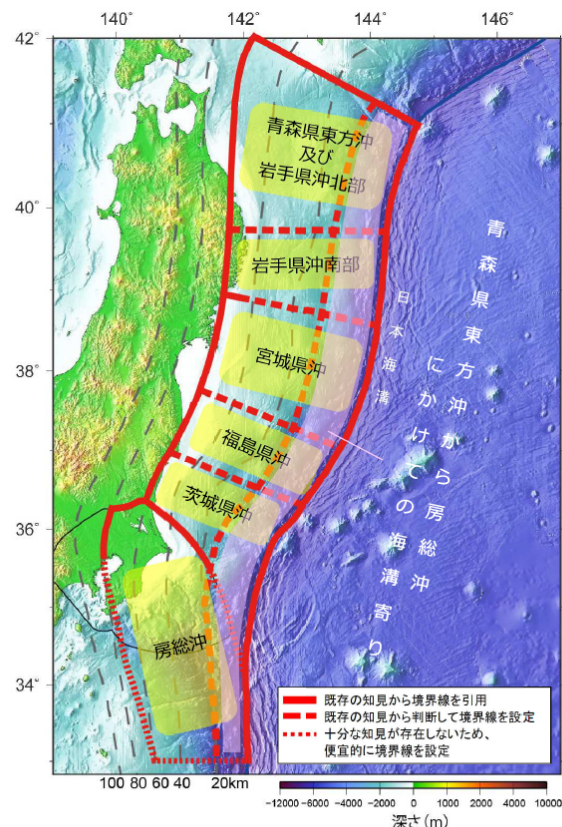 140°
142°
144°
146°
42°
40°
38°
36°
34°
青森県東方沖
及び
岩手県沖北部
岩手県沖南部
宮城県沖
福島県沖
茨城県沖
房総沖
日本海溝
青森県東方沖から房総沖
にかけての海溝寄り
既存の知見から境界線を引用
既存の知見から判断して境界線を設定
十分な知見が存在しないため、
便宜的に境界線を設定
100 80 60 40 20km
-12000 -6000 -4000 -2000 0 2000 4000 10000
深さ(m)